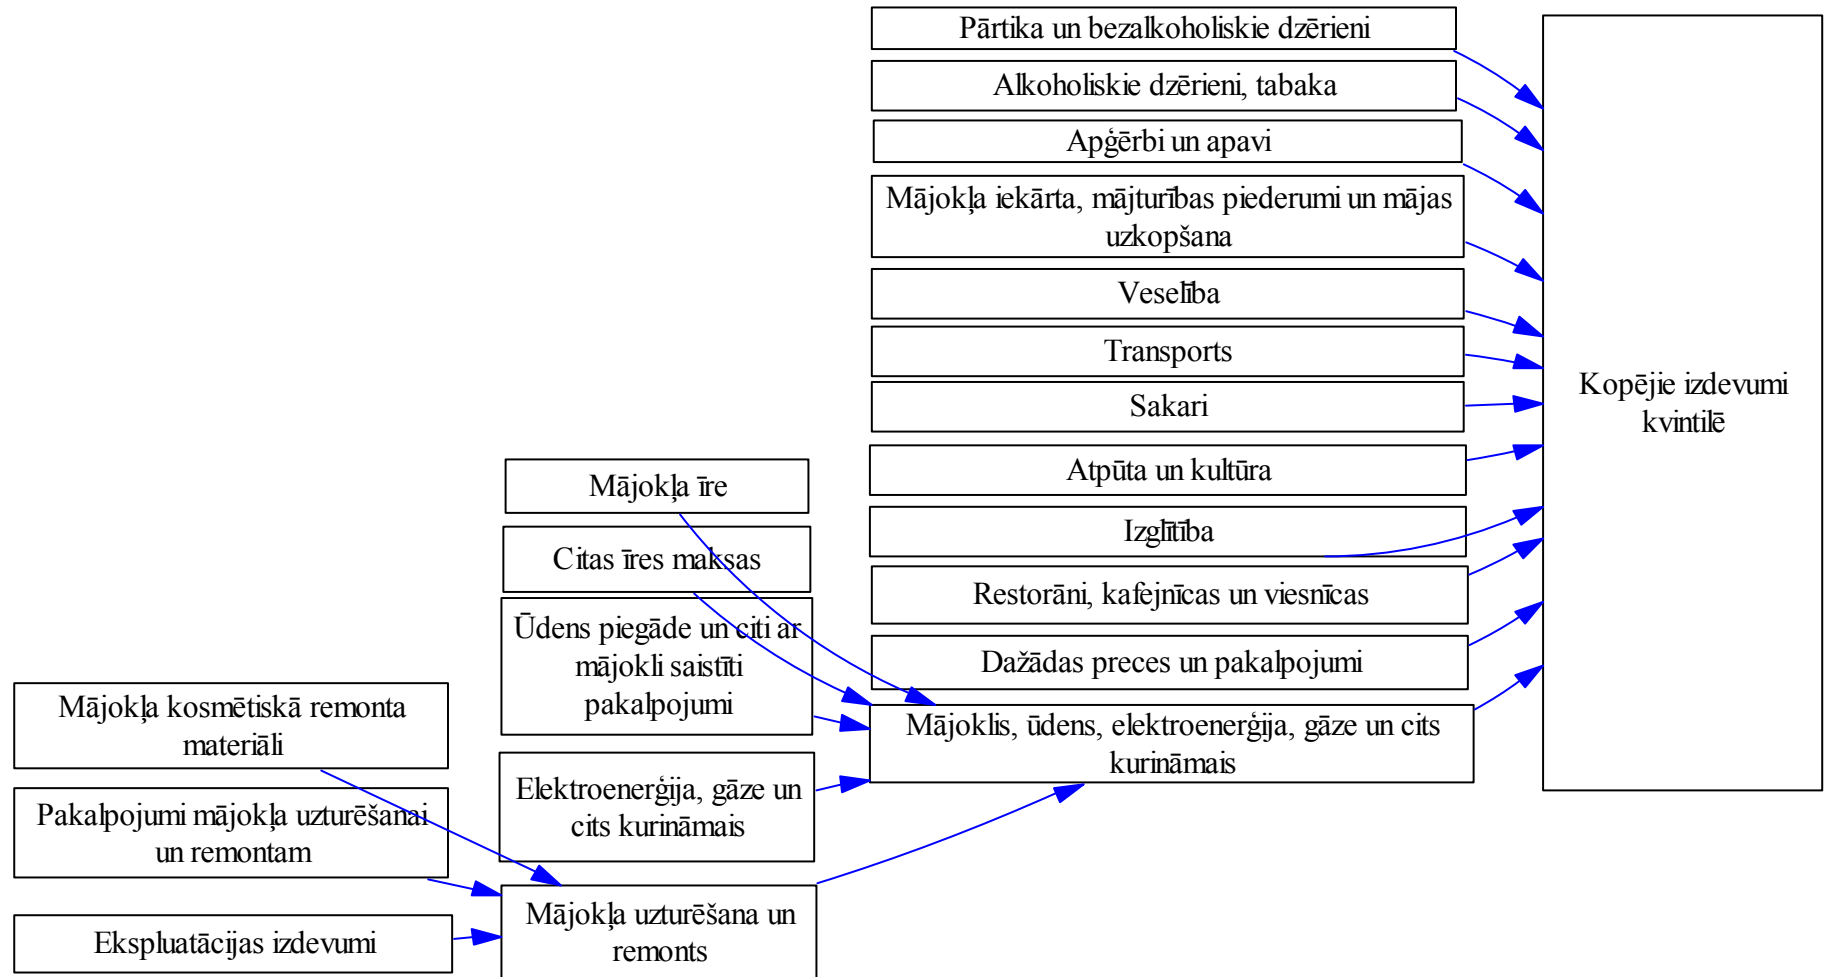 Pārtika un bezalkoholiskie dzērieni
Alkoholiskie dzērieni, tabaka
Apģērbi un apavi
Mājokļa iekārta, mājturības piederumi un mājas
uzkopšana
Veselība
Transports
Sakari
Atpūta un kultūra
Izglītība
Restorāni, kafejnīcas un viesnīcas
Dažādas preces un pakalpojumi
Mājoklis, ūdens, elektroenerģija, gāze un cits
kurināmais
Kopējie izdevumi
kvintilē
Mājokļa īre
Citas īres maksas
Ūdens piegāde un citi ar
mājokli saistīti
pakalpojumi
Elektroenerģija, gāze un
cits kurināmais
Mājokļa uzturēšana un
remonts
Mājokļa kosmētiskā remonta
materiāli
Pakalpojumi mājokļa uzturēšanai
un remontam
Ekspluatācijas izdevumi